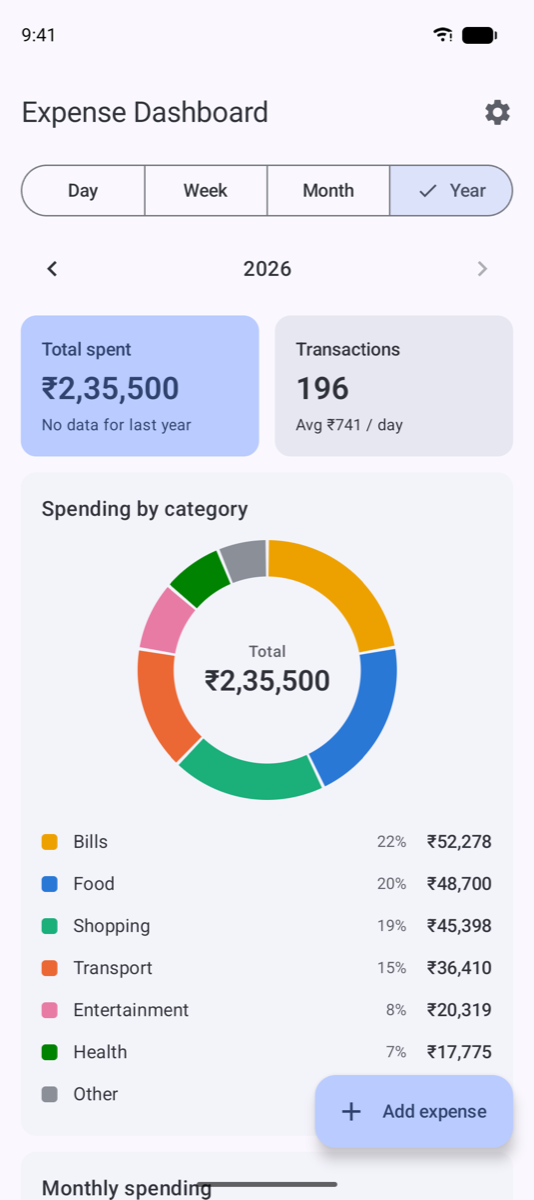 9:41
Expense Dashboard
Day Week Month Year
2026
Total spent
₹2,35,500
No data for last year
Transactions
196
Avg ₹741 / day
Spending by category
Total
₹2,35,500
Bills 22% ₹52,278
Food 20% ₹48,700
Shopping 19% ₹45,398
Transport 15% ₹36,410
Entertainment 8% ₹20,319
Health 7% ₹17,775
Other
Add expense
Monthly spending